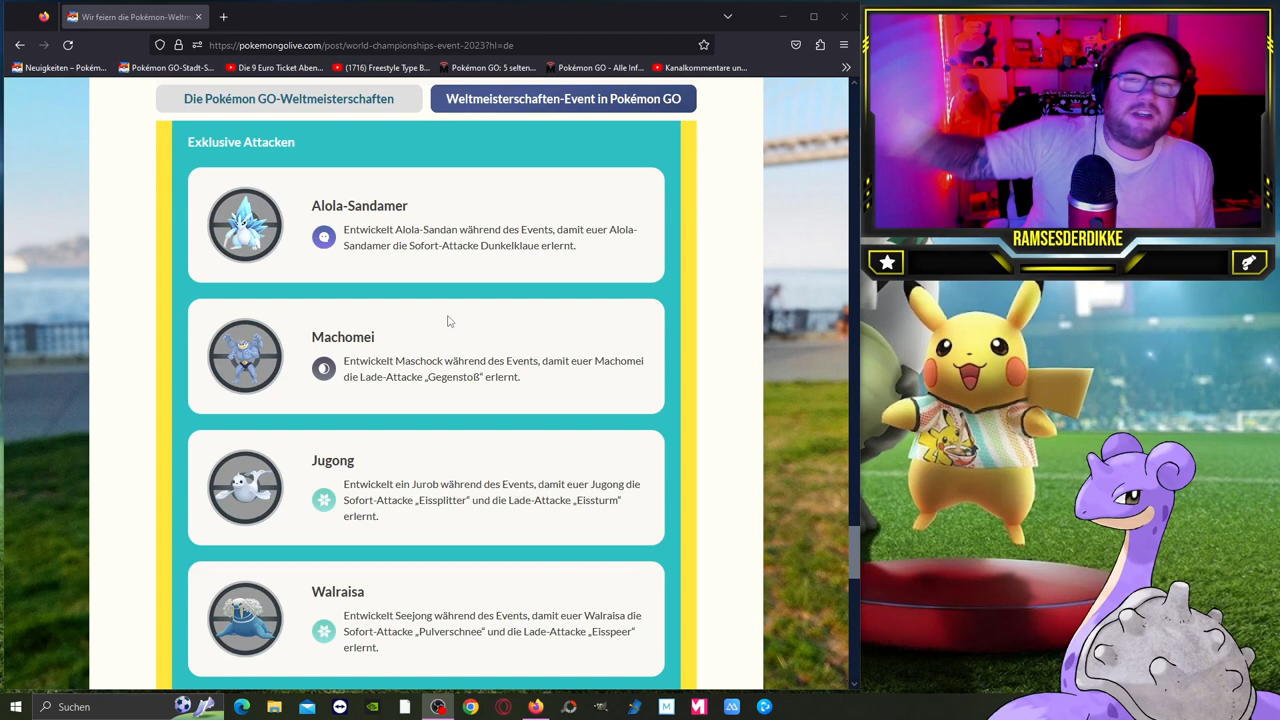 Wir feiern die Pokémon-Weltm
https://pokemongolive.com/post/world-championships-event-2023?hl=de
Neuigkeiten – Pokém...
Pokémon GO-Stadt-S...
Die 9 Euro Ticket Aben...
(1716) Freestyle Type B...
Pokémon GO: 5 selten...
Pokémon GO - Alle Inf...
Kanalkommentare un...
Die Pokémon GO-Weltmeisterschaften
Weltmeisterschaften-Event in Pokémon GO
Exklusive Attacken
Alola-Sandamer
Entwickelt Alola-Sandan während des Events, damit euer Alola-
Sandamer die Sofort-Attacke Dunkelklaue erlernt.
Machomei
Entwickelt Maschock während des Events, damit euer Machomei
die Lade-Attacke „Gegenstoß“ erlernt.
Jugong
Entwickelt ein Jurob während des Events, damit euer Jugong die
Sofort-Attacke „Eissplitter“ und die Lade-Attacke „Eissturm“
erlernt.
Walraisa
Entwickelt Seejong während des Events, damit euer Walraisa die
Sofort-Attacke „Pulverschnee“ und die Lade-Attacke „Eisspeer“
erlernt.
RAMSESDERDIKKE
Suchen